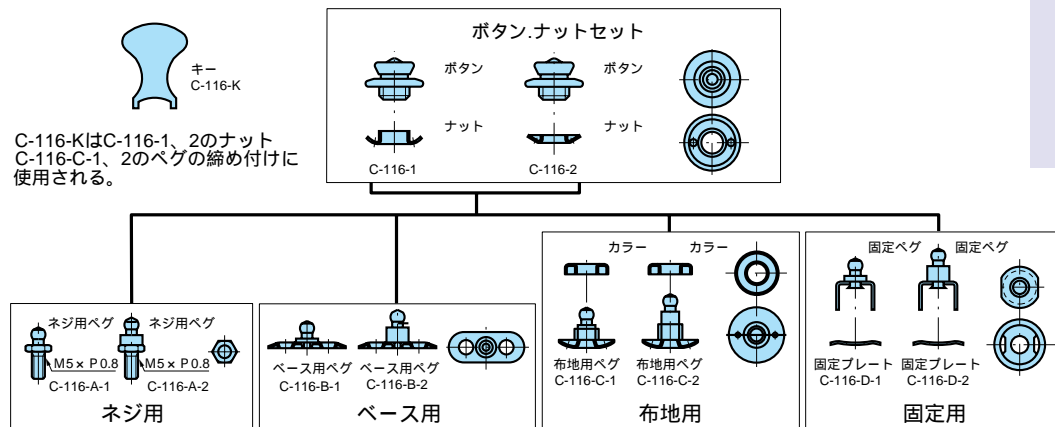 キー
C-116-K
C-116-KはC-116-1、2のナット
C-116-C-1、2のペグの締め付けに
使用される。
ボタン.ナットセット
ボタン
ボタン
ナット
ナット
C-116-1
C-116-2
ネジ用ペグ
ネジ用ペグ
M5× P 0.8
M5× P 0.8
C-116-A-1
C-116-A-2
ネジ用
ベース用ペグ
ベース用ペグ
C-116-B-1
C-116-B-2
ベース用
カラー
カラー
布地用ペグ
布地用ペグ
C-116-C-1
C-116-C-2
布地用
固定ペグ
固定ペグ
固定プレート
固定プレート
C-116-D-1
C-116-D-2
固定用